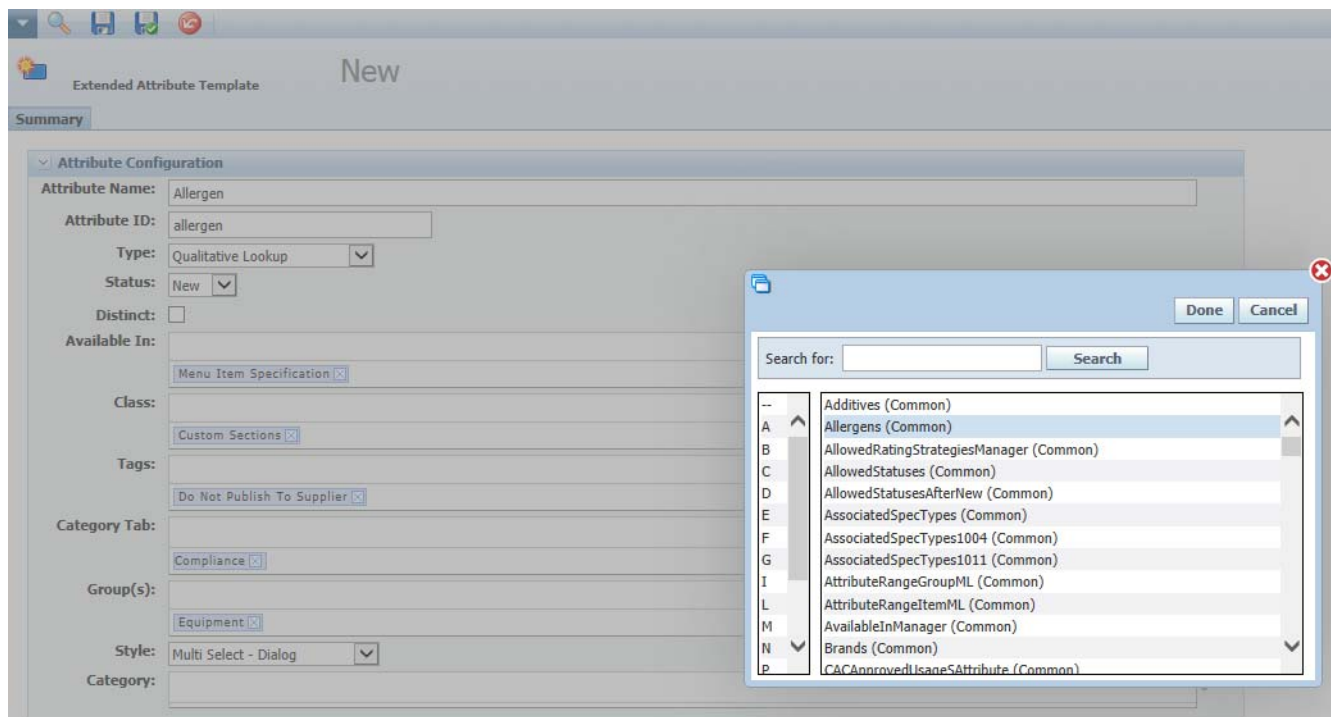 New
Extended Attribute Template
Summary
Attribute Configuration
Attribute Name: Allergen
Attribute ID: allergen
Type: Qualitative Lookup
Status: New
Distinct:
Available In:
Menu Item Specification
Class:
Custom Sections
Tags:
Do Not Publish To Supplier
Category Tab:
Compliance
Group(s):
Equipment
Style: Multi Select - Dialog
Category:
Done Cancel
Search for: Search
-- Additives (Common)
A Allergens (Common)
B AllowedRatingStrategiesManager (Common)
C AllowedStatuses (Common)
D AllowedStatusesAfterNew (Common)
E AssociatedSpecTypes (Common)
F AssociatedSpecTypes1004 (Common)
G AssociatedSpecTypes1011 (Common)
I AttributeRangeGroupML (Common)
L AttributeRangeItemML (Common)
M AvailableInManager (Common)
N Brands (Common)
P CACApprovedUsageSAttribute (Common)